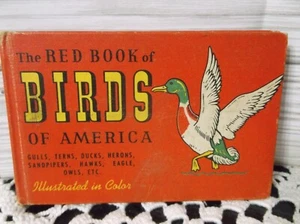 The RED BOOK of
BIRDS
OF AMERICA
GULLS, TERNS, DUCKS, HERONS,
SANDPIPERS, HAWKS, EAGLE,
OWLS, ETC.
Illustrated in Color